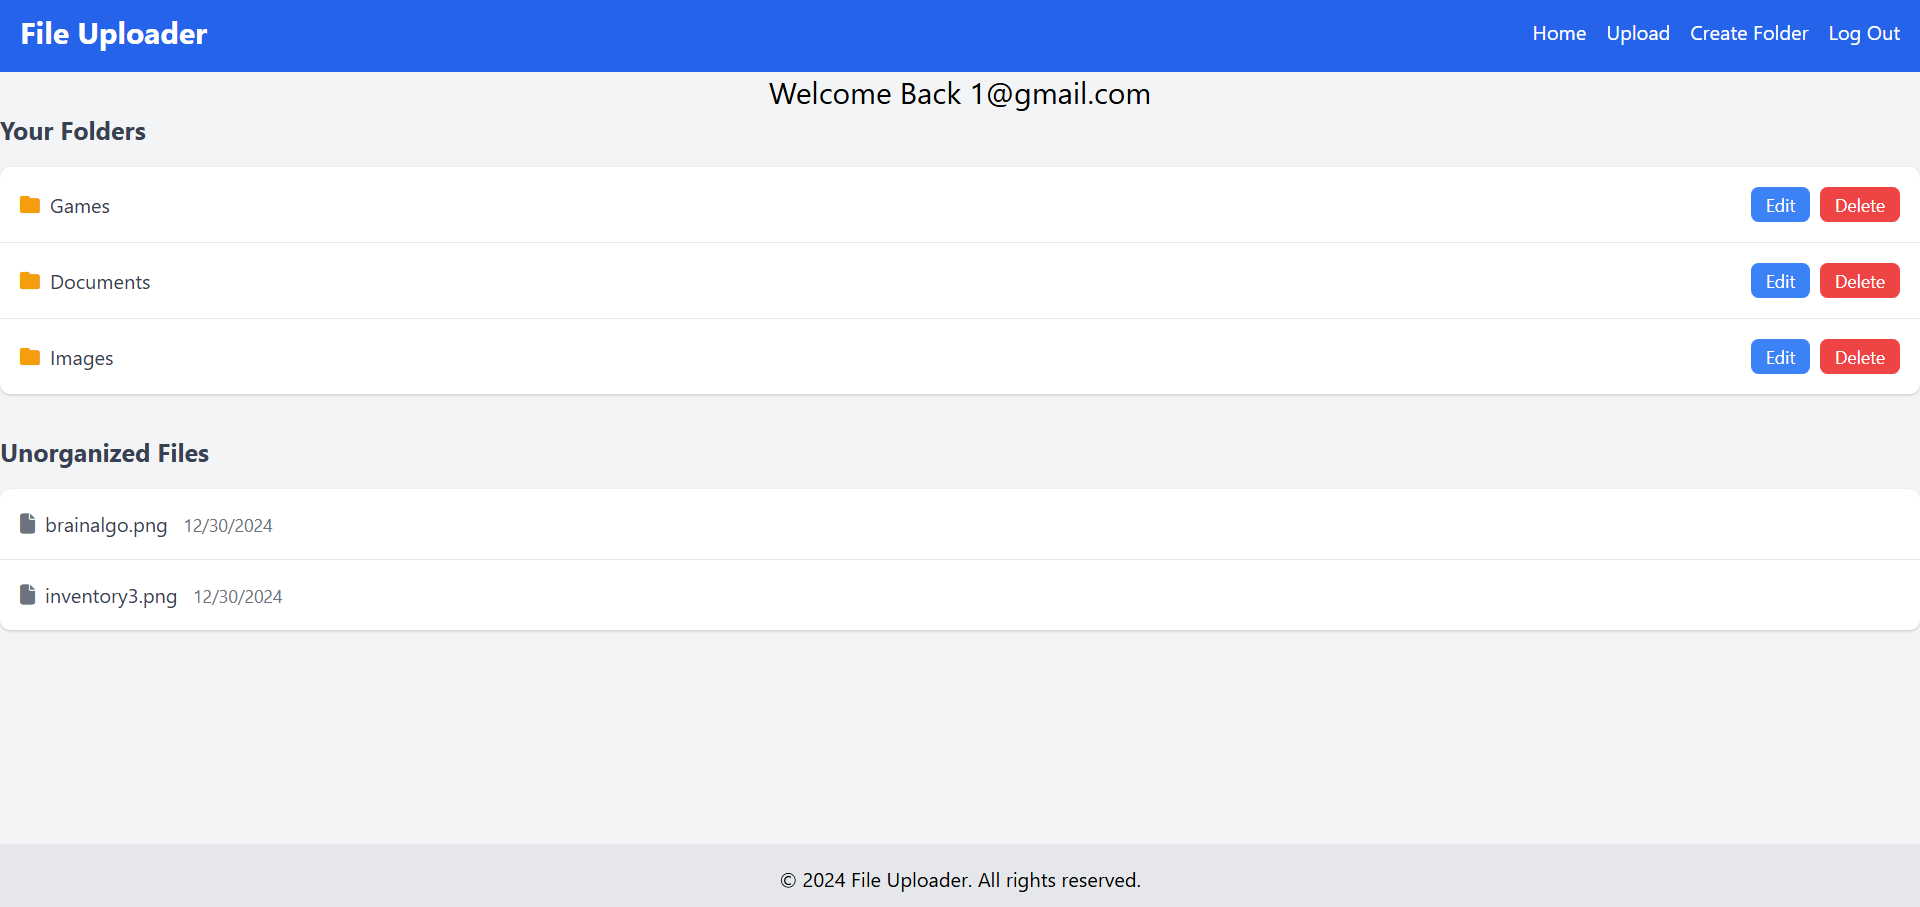 File Uploader
Home Upload Create Folder Log Out
Welcome Back 1@gmail.com
Your Folders
Games Edit Delete
Documents Edit Delete
Images Edit Delete
Unorganized Files
brainalgo.png 12/30/2024
inventory3.png 12/30/2024
© 2024 File Uploader. All rights reserved.